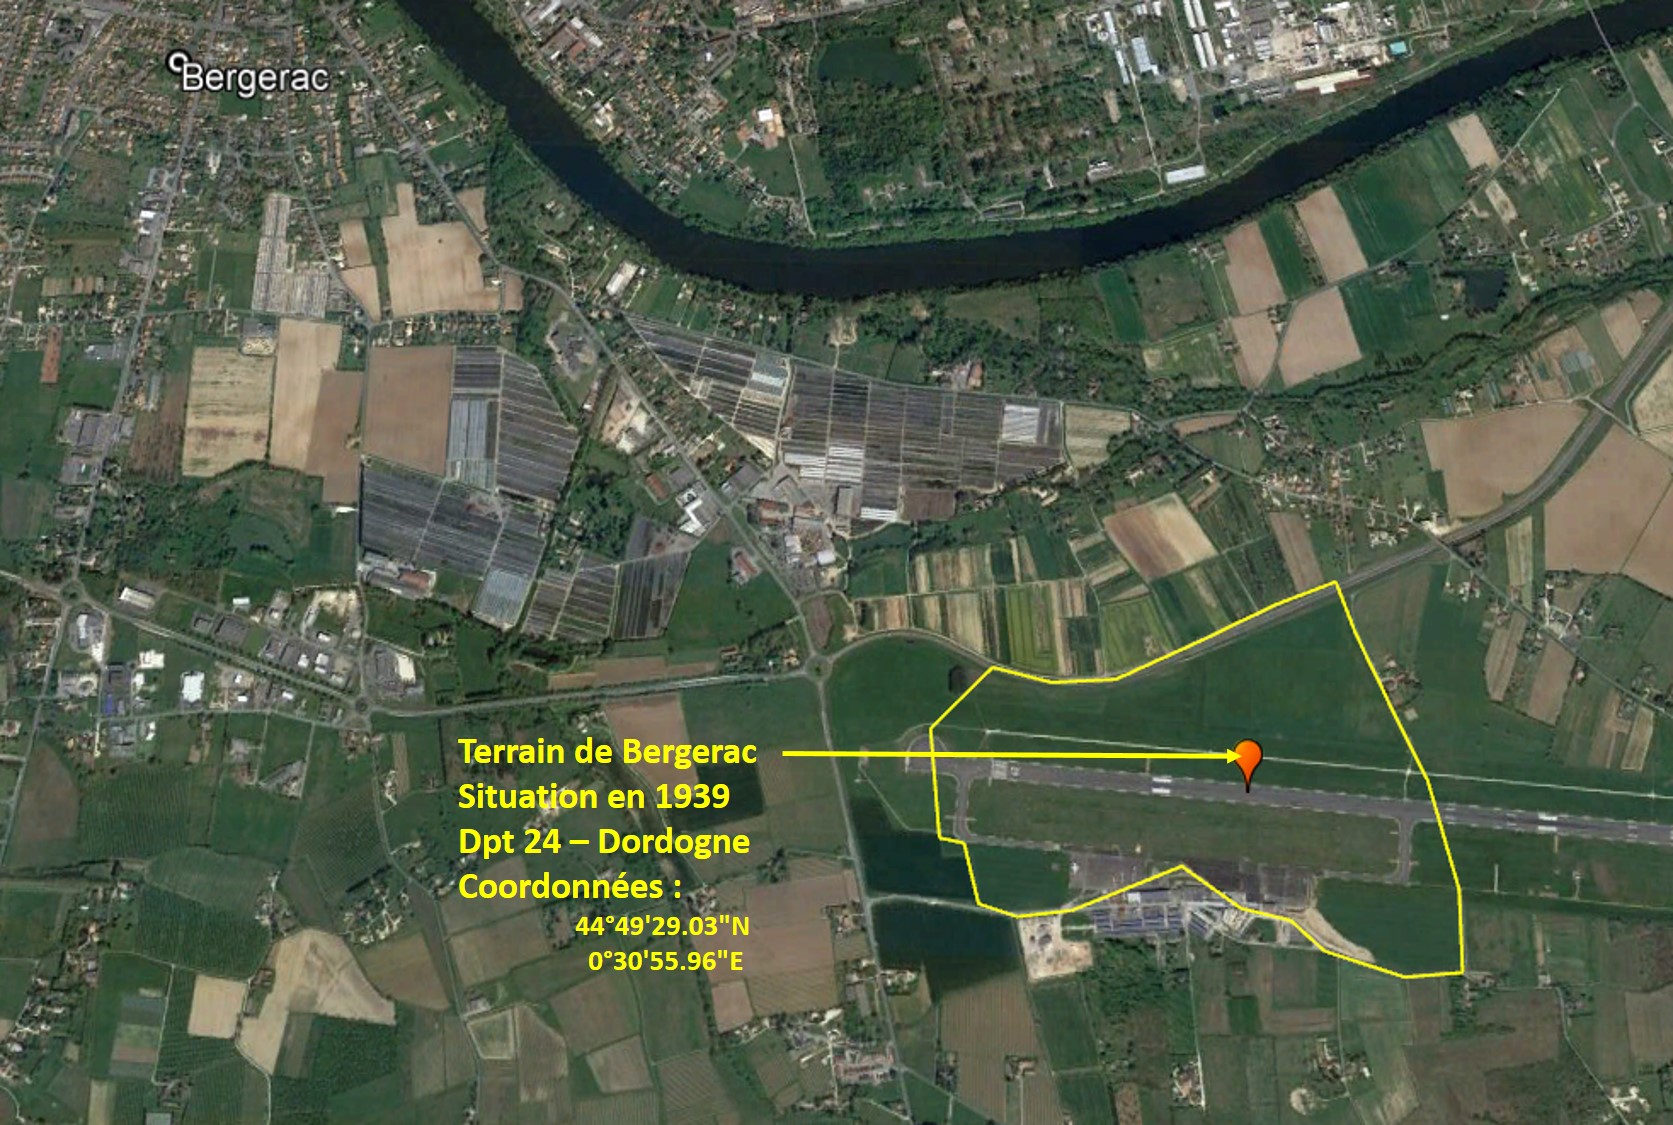 Bergerac
Terrain de Bergerac
Situation en 1939
Dpt 24 – Dordogne
Coordonnées :
44°49'29.03"N
0°30'55.96"E